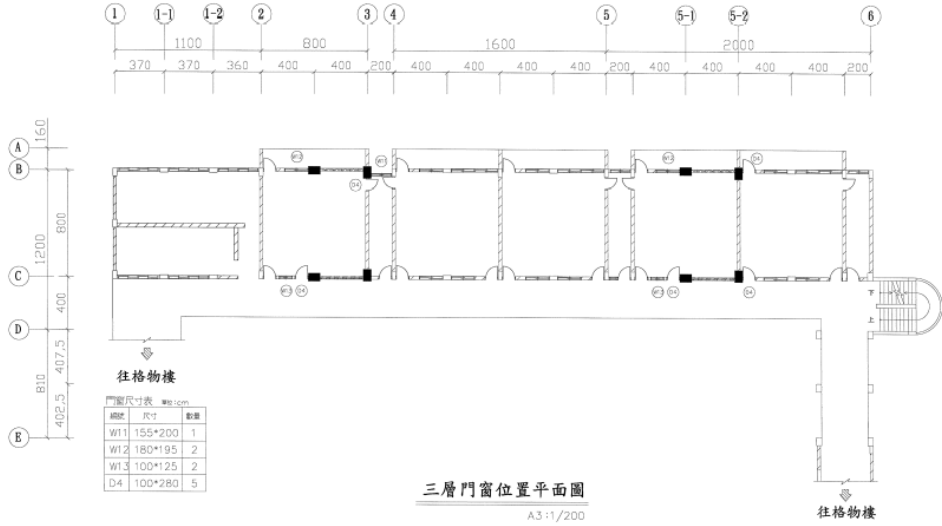 1 1-1 1-2 2 3 4 5 5-1 5-2 6
1100 800 1600 2000
370 370 360 400 400 200 400 400 400 400 200 400 400 400 400 200
A
160
B
800
1200
C
400
D
407,5
810
402,5
E
W12 W11 W12 D4
D4
W13 D4 W13 D4 D4
下
上
往格物樓
門窗尺寸表 單位:cm
編號 尺寸 數量
W11 155*200 1
W12 180*195 2
W13 100*125 2
D4 100*280 5
三層門窗位置平面圖
A3:1/200
往格物樓